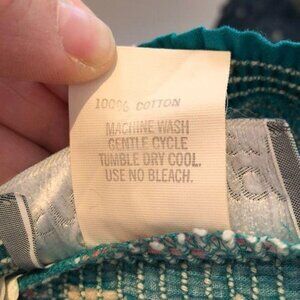 100% COTTON
MACHINE WASH
GENTLE CYCLE
TUMBLE DRY COOL.
USE NO BLEACH.